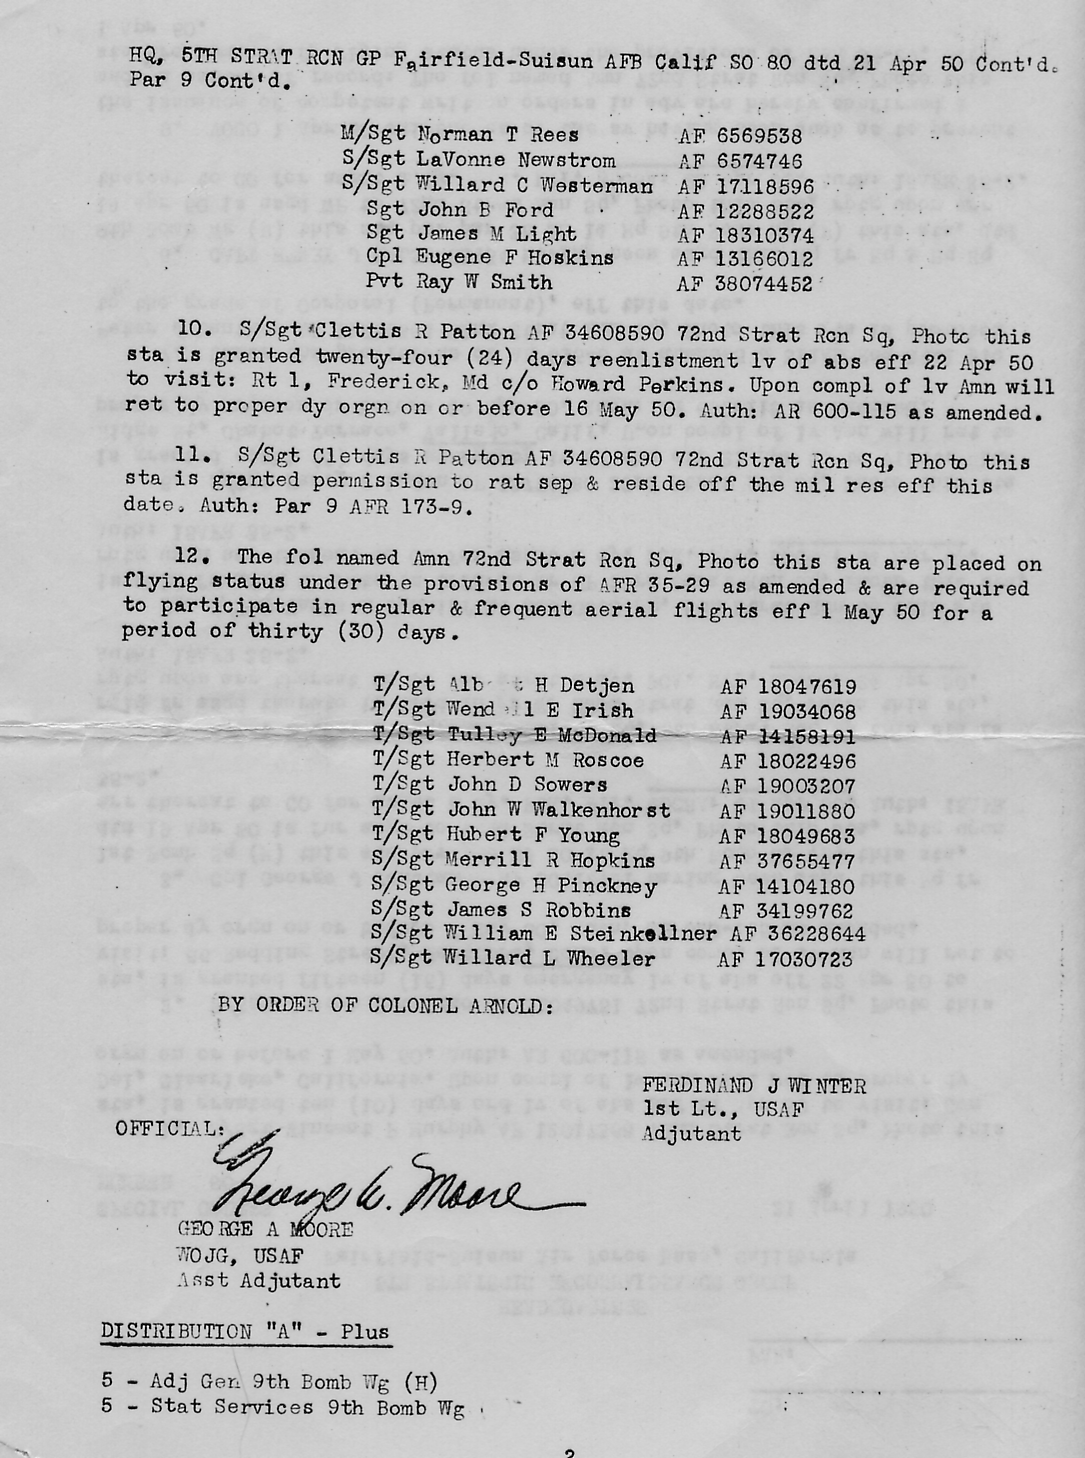 HQ, 5TH STRAT RCN GP Fairfield-Suisun AFB Calif SO 80 dtd 21 Apr 50 Cont'd.
Par 9 Cont'd.
M/Sgt Norman T Rees AF 6569538
S/Sgt LaVonne Newstrom AF 6574746
S/Sgt Willard C Westerman AF 17118596
Sgt John B Ford AF 12288522
Sgt James M Light AF 18310374
Cpl Eugene F Hoskins AF 13166012
Pvt Ray W Smith AF 38074452
10. S/Sgt Clettis R Patton AF 34608590 72nd Strat Rcn Sq, Photo this
sta is granted twenty-four (24) days reenlistment lv of abs eff 22 Apr 50
to visit: Rt 1, Frederick, Md c/o Howard Perkins. Upon compl of lv Amn will
ret to proper dy orgn on or before 16 May 50. Auth: AR 600-115 as amended.
11. S/Sgt Clettis R Patton AF 34608590 72nd Strat Rcn Sq, Photo this
sta is granted permission to rat sep & reside off the mil res eff this
date. Auth: Par 9 AFR 173-9.
12. The fol named Amn 72nd Strat Rcn Sq, Photo this sta are placed on
flying status under the provisions of AFR 35-29 as amended & are required
to participate in regular & frequent aerial flights eff 1 May 50 for a
period of thirty (30) days.
T/Sgt H Detjen AF 18047619
T/Sgt Wendell E Irish AF 19034068
T/Sgt Tulley E McDonald AF 14158191
T/Sgt Herbert M Roscoe AF 18022496
T/Sgt John D Sowers AF 19003207
T/Sgt John W Walkenhorst AF 19011880
T/Sgt Hubert F Young AF 18049683
S/Sgt Merrill R Hopkins AF 37655477
S/Sgt George H Pinckney AF 14104180
S/Sgt James S Robbins AF 34199762
S/Sgt William E Steinkellner AF 36228644
S/Sgt Willard L Wheeler AF 17030723
BY ORDER OF COLONEL ARNOLD:
FERDINAND J WINTER
1st Lt., USAF
Adjutant
OFFICIAL:
George A. Moore
GEORGE A MOORE
WOJG, USAF
Asst Adjutant
DISTRIBUTION "A" - Plus
5 - Adj Gen 9th Bomb Wg (H)
5 - Stat Services 9th Bomb Wg